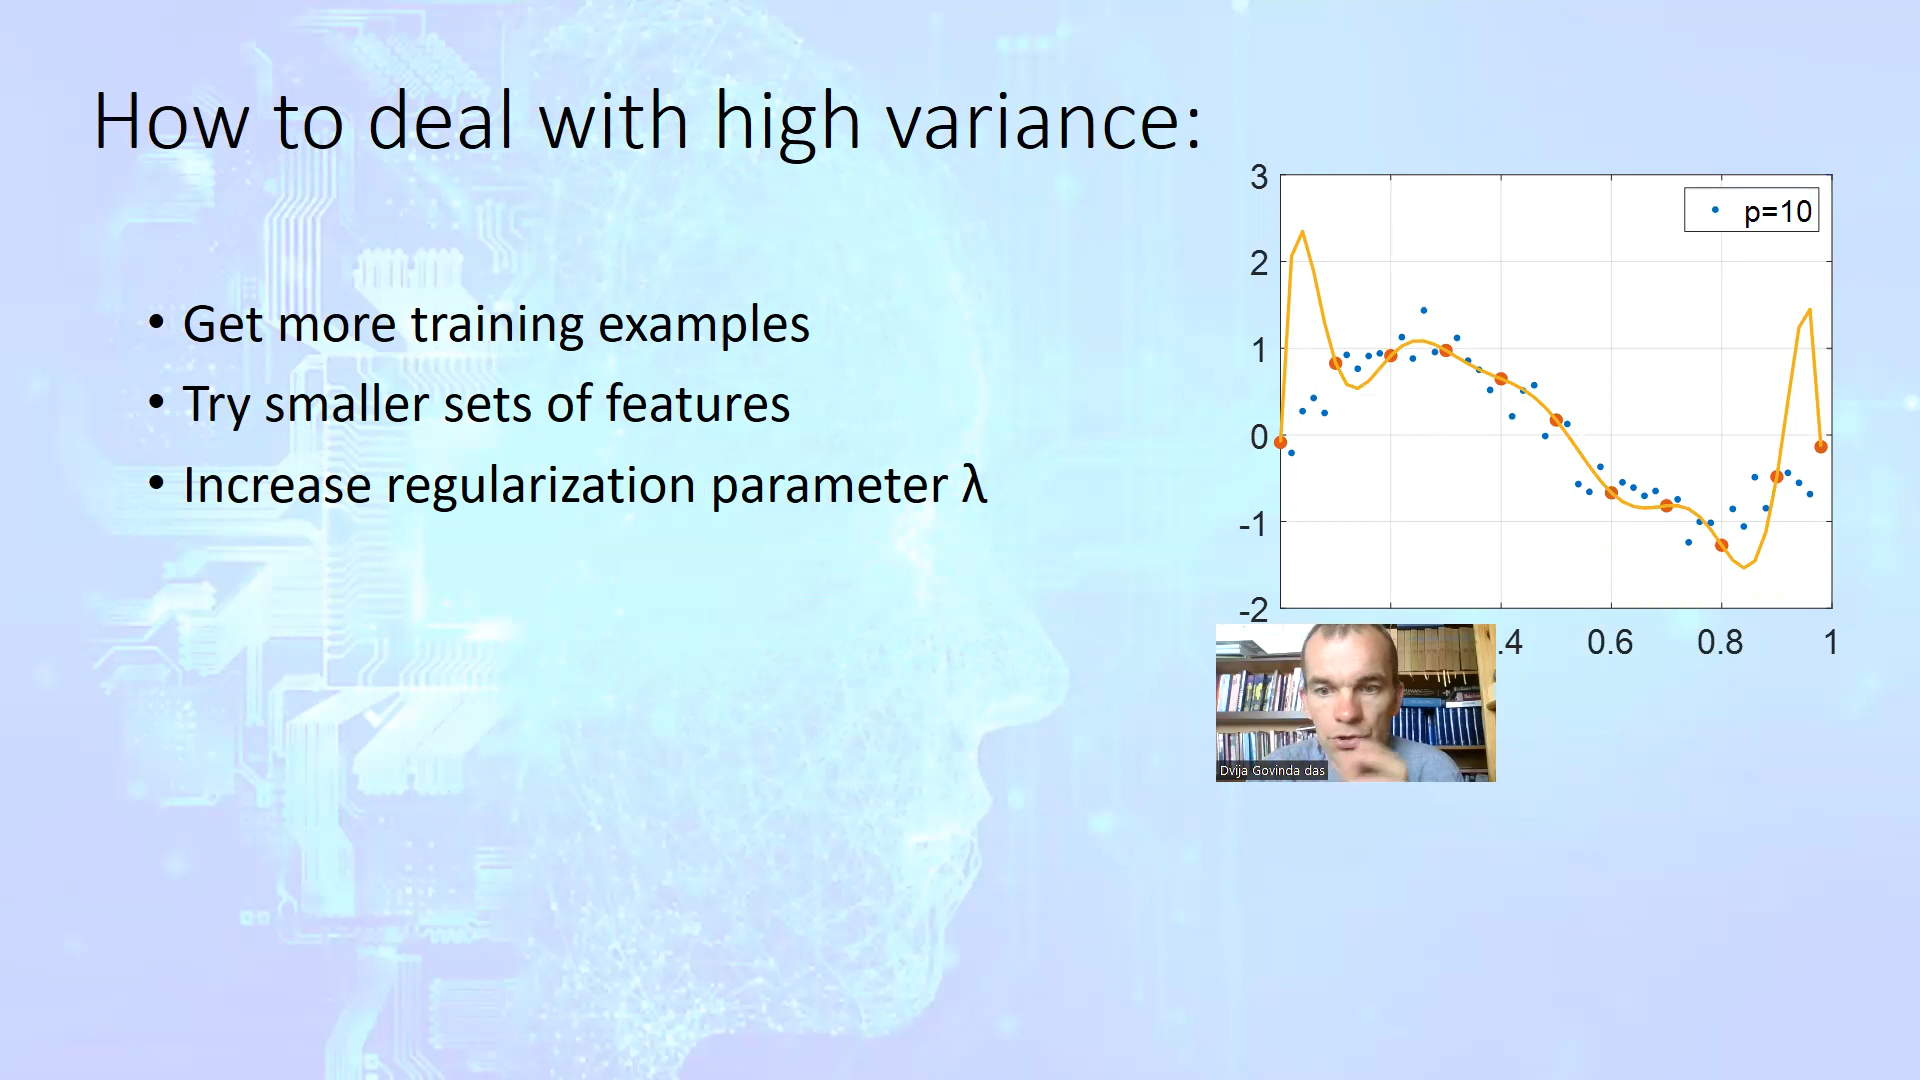 How to deal with high variance:
• Get more training examples
• Try smaller sets of features
• Increase regularization parameter λ
p=10
3
2
1
0
-1
-2
.4 0.6 0.8 1
Dvija Govinda das